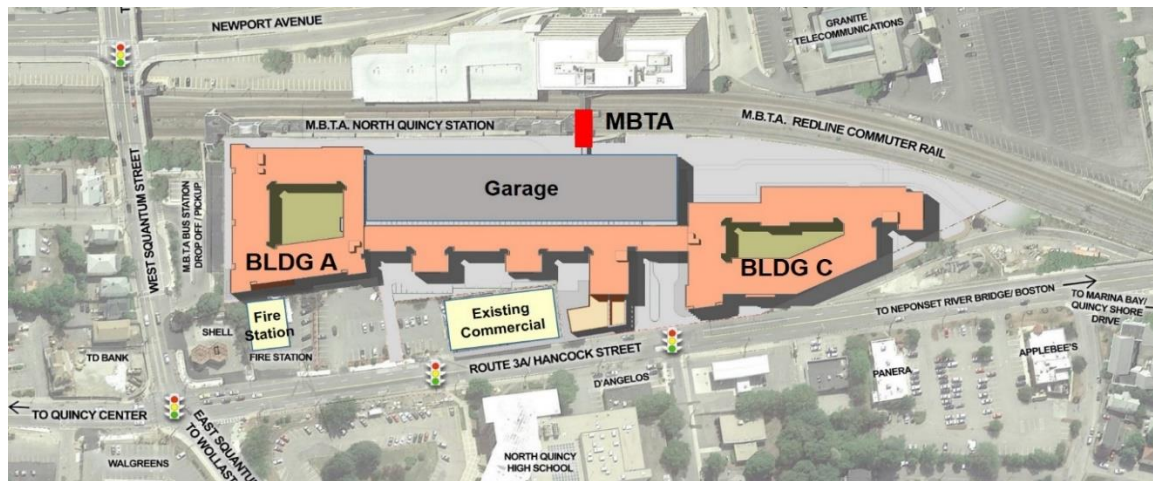 NEWPORT AVENUE
GRANITE
TELECOMMUNICATIONS
M.B.T.A. NORTH QUINCY STATION
MBTA
M.B.T.A. REDLINE COMMUTER RAIL
WEST SQUANTUM STREET
M.B.T.A BUS STATION
DROP OFF / PICKUP
Garage
BLDG A
BLDG C
Fire
Station
Existing
Commercial
SHELL
FIRE STATION
TD BANK
ROUTE 3A/ HANCOCK STREET
TO NEPONSET RIVER BRIDGE/ BOSTON
TO MARINA BAY/
QUINCY SHORE
DRIVE
APPLEBEE'S
PANERA
D'ANGELOS
TO QUINCY CENTER
EAST SQUANTU
TO WOLLAST
WALGREENS
NORTH QUINCY
HIGH SCHOOL